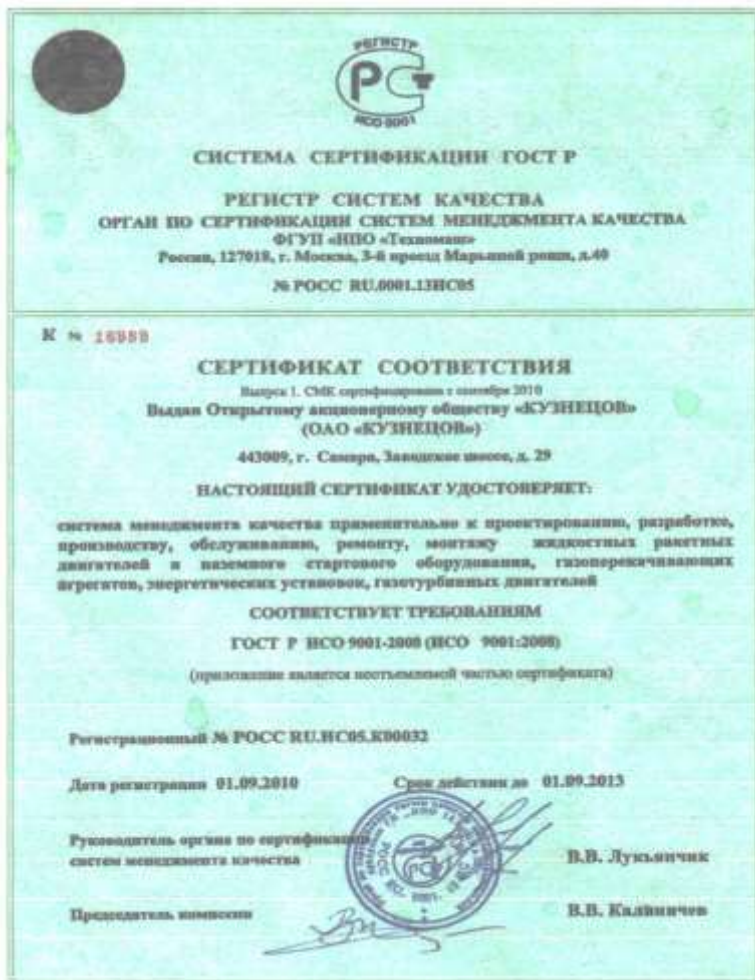 РЕГИСТР
РС
ИСО 9001
СИСТЕМА СЕРТИФИКАЦИИ ГОСТ Р
РЕГИСТР СИСТЕМ КАЧЕСТВА
ОРГАН ПО СЕРТИФИКАЦИИ СИСТЕМ МЕНЕДЖМЕНТА КАЧЕСТВА
ФГУП «НПО «Техномаш»
Россия, 127018, г. Москва, 3-й проезд Марьиной рощи, д.40
№ РОСС RU.0001.13ИС05
К №
СЕРТИФИКАТ СООТВЕТСТВИЯ
Выпуск 1. СМК сертифицирована с сентября 2010
Выдан Открытому акционерному обществу «КУЗНЕЦОВ»
(ОАО «КУЗНЕЦОВ»)
443009, г. Самара, Заводское шоссе, д. 29
НАСТОЯЩИЙ СЕРТИФИКАТ УДОСТОВЕРЯЕТ:
система менеджмента качества применительно к проектированию, разработке,
производству, обслуживанию, ремонту, монтажу жидкостных ракетных
двигателей и наземного стартового оборудования, газоперекачивающих
агрегатов, энергетических установок, газотурбинных двигателей
СООТВЕТСТВУЕТ ТРЕБОВАНИЯМ
ГОСТ Р ИСО 9001-2008 (ИСО 9001:2008)
(приложение является неотъемлемой частью сертификата)
Регистрационный № РОСС RU.ИС05.К00032
Дата регистрации 01.09.2010 Срок действия до 01.09.2013
Руководитель органа по сертификации
систем менеджмента качества В.В. Лукьянчик
Председатель комиссии В.В. Калиничев